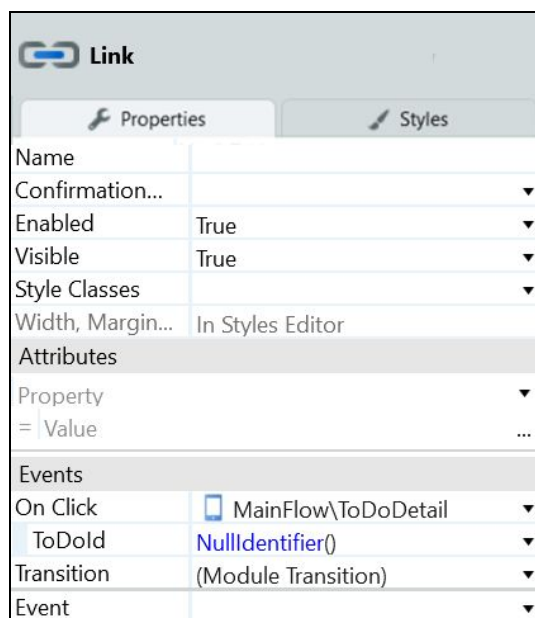 Link
Properties Styles
Name
Confirmation...
Enabled True
Visible True
Style Classes
Width, Margin... In Styles Editor
Attributes
Property
= Value ...
Events
On Click MainFlow\ToDoDetail
ToDoId NullIdentifier()
Transition (Module Transition)
Event